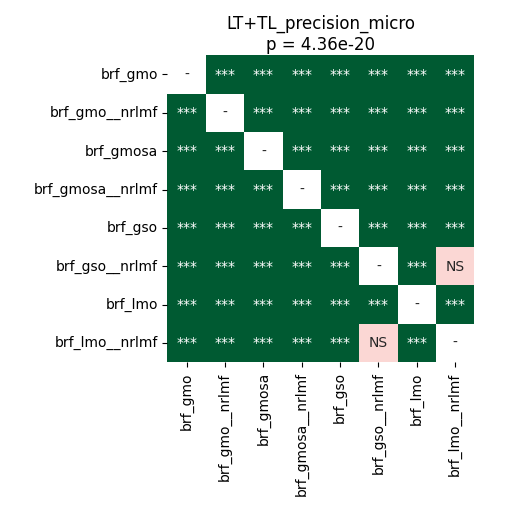 LT+TL_precision_micro
p = 4.36e-20
brf_gmo - *** *** *** *** *** *** ***
brf_gmo__nrlmf *** - *** *** *** *** *** ***
brf_gmosa *** *** - *** *** *** *** ***
brf_gmosa__nrlmf *** *** *** - *** *** *** ***
brf_gso *** *** *** *** - *** *** ***
brf_gso__nrlmf *** *** *** *** *** - *** NS
brf_lmo *** *** *** *** *** *** - ***
brf_lmo__nrlmf *** *** *** *** *** NS *** -
brf_gmo
brf_gmo__nrlmf
brf_gmosa
brf_gmosa__nrlmf
brf_gso
brf_gso__nrlmf
brf_lmo
brf_lmo__nrlmf